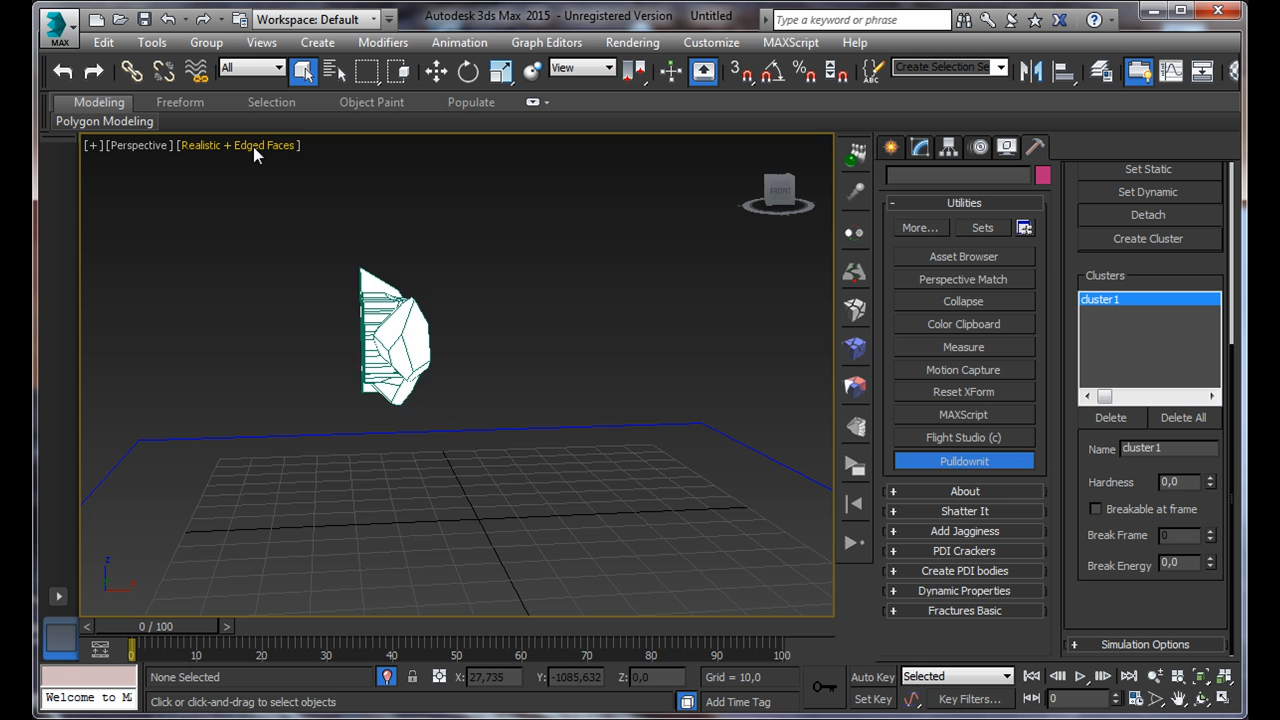 Workspace: Default
Autodesk 3ds Max 2015 - Unregistered Version Untitled
Type a keyword or phrase
MAX
Edit Tools Group Views Create Modifiers Animation Graph Editors Rendering Customize MAXScript Help
All View 3 % ABC Create Selection Se
Modeling Freeform Selection Object Paint Populate
Polygon Modeling
[+] [Perspective] [Realistic + Edged Faces]
FRONT
z
Utilities
More... Sets
Asset Browser
Perspective Match
Collapse
Color Clipboard
Measure
Motion Capture
Reset XForm
MAXScript
Flight Studio (c)
Pulldownit
+ About
+ Shatter It
+ Add Jagginess
+ PDI Crackers
+ Create PDI bodies
+ Dynamic Properties
+ Fractures Basic
Set Static
Set Dynamic
Detach
Create Cluster
Clusters
cluster1
Delete Delete All
Name cluster1
Hardness 0,0
Breakable at frame
Break Frame 0
Break Energy 0,0
+ Simulation Options
< 0 / 100 >
0 10 20 30 40 50 60 70 80 90 100
None Selected X: 27,735 Y: -1085,632 Z: 0,0 Grid = 10,0 Auto Key Selected
Welcome to M Click or click-and-drag to select objects Add Time Tag Set Key Key Filters... 0